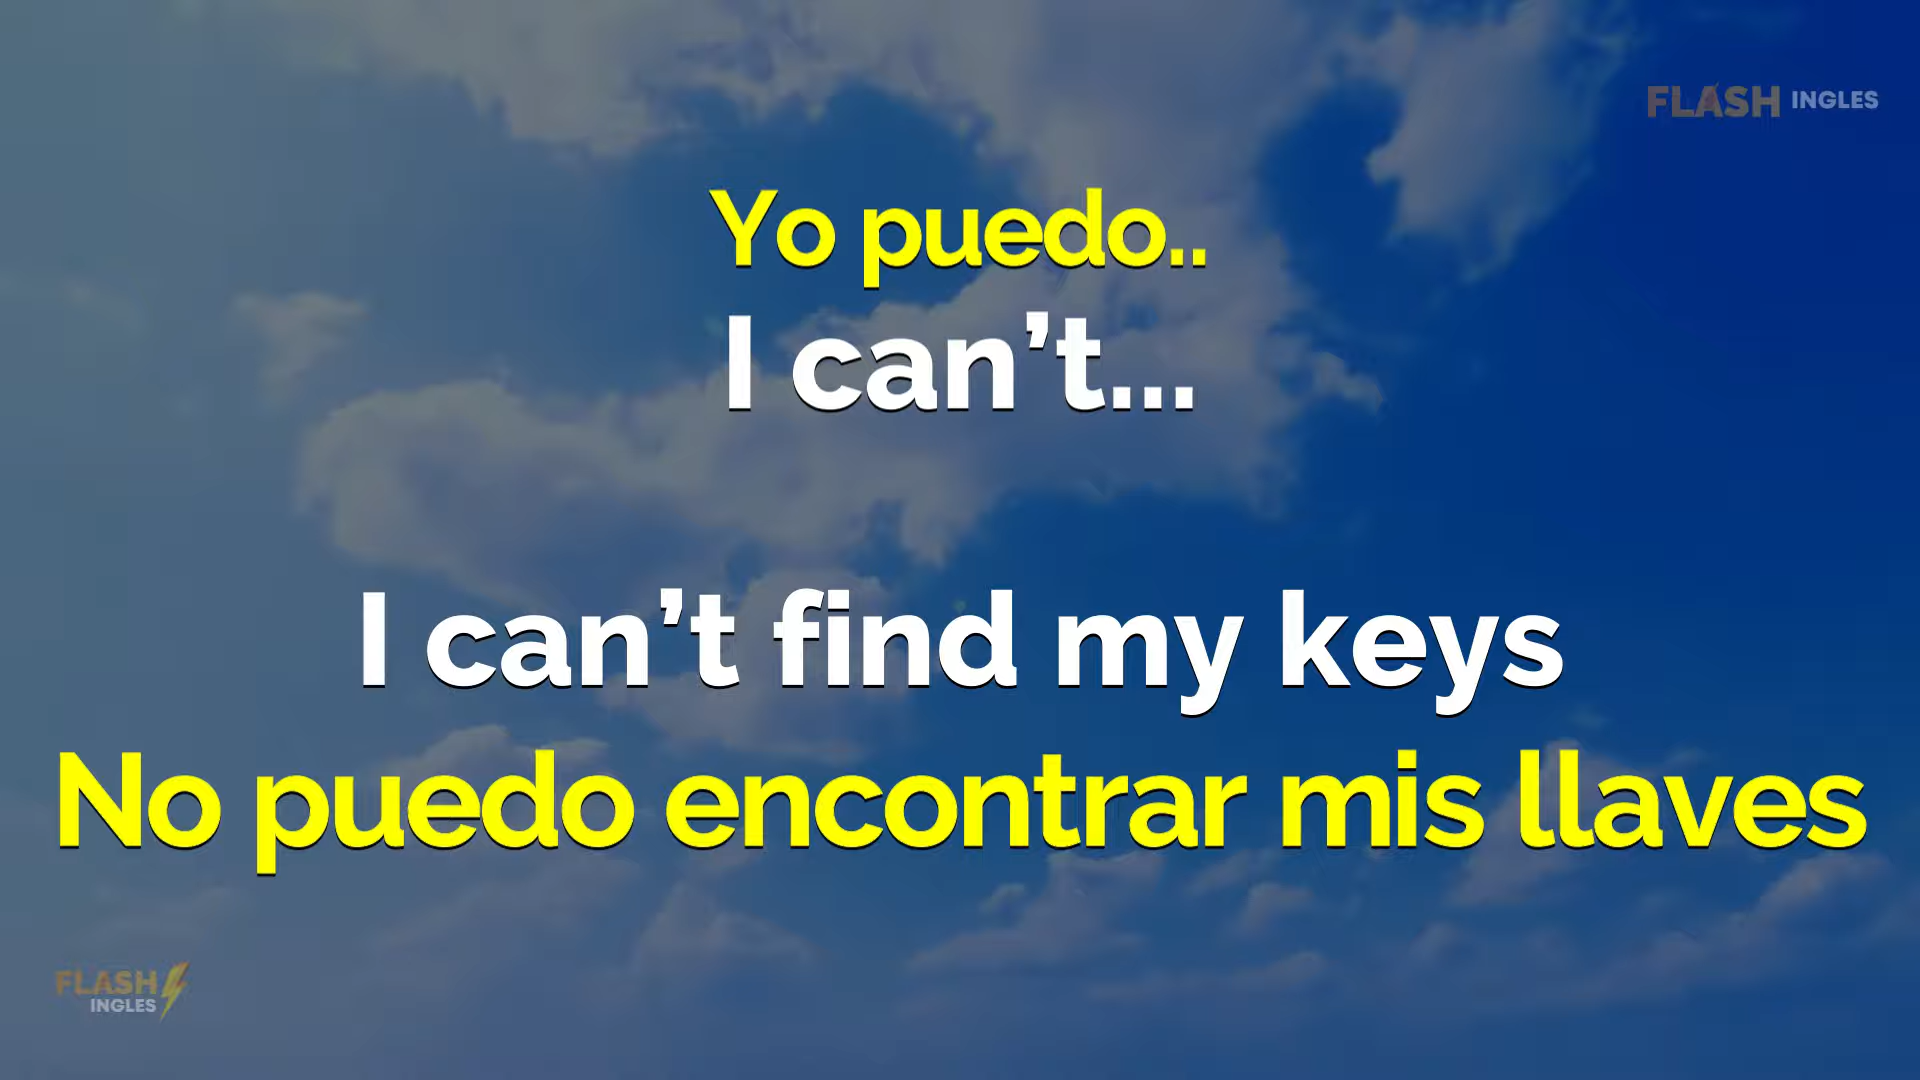 FLASH INGLES
Yo puedo..
I can’t...
I can’t find my keys
No puedo encontrar mis llaves
FLASH
INGLES